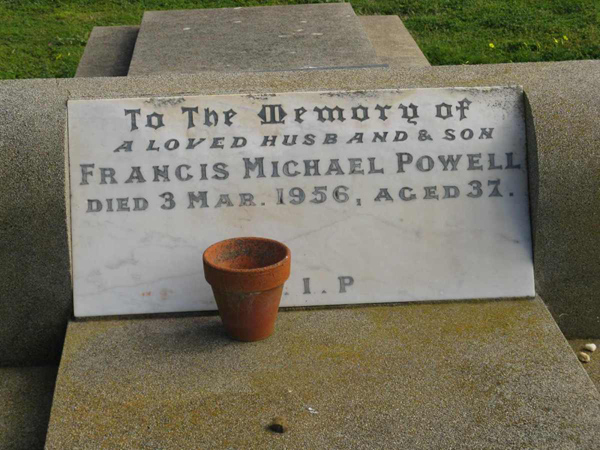 To The Memory of
A LOVED HUSBAND & SON
FRANCIS MICHAEL POWELL
DIED 3 MAR. 1956, AGED 37.
. I . P